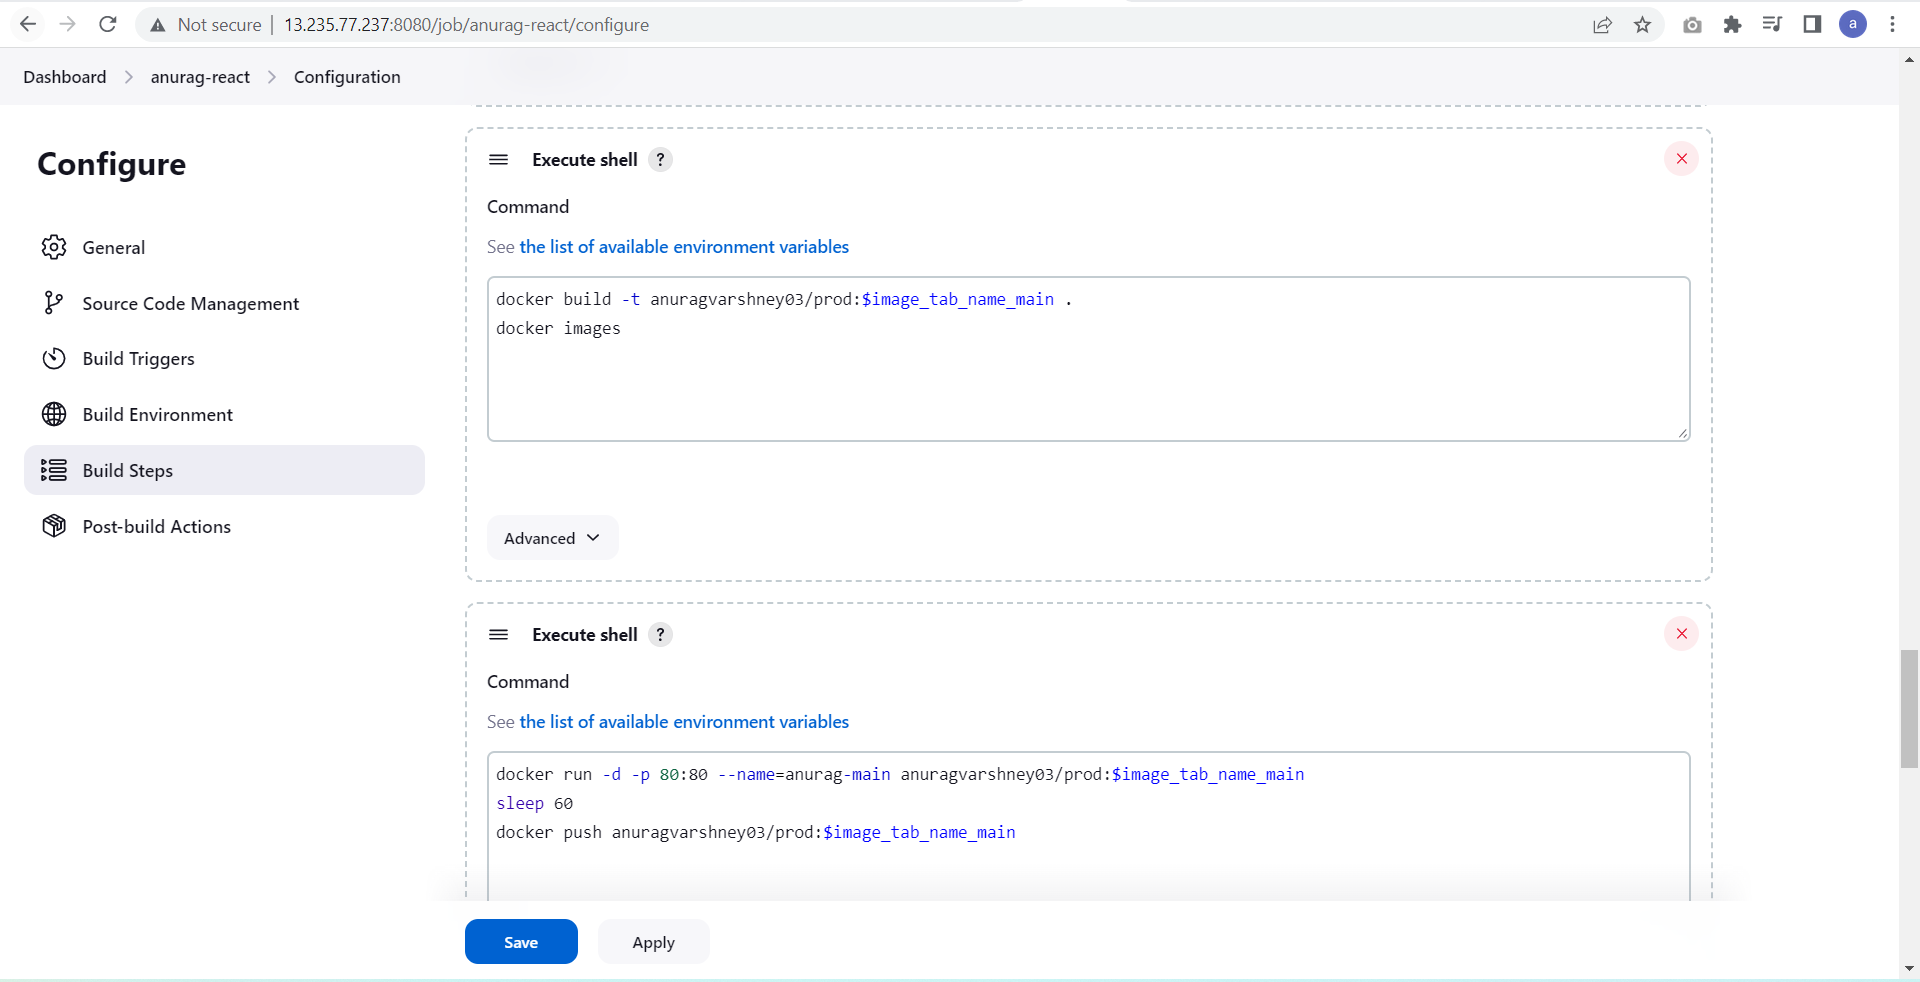 Not secure | 13.235.77.237:8080/job/anurag-react/configure
a
Dashboard > anurag-react > Configuration
Configure
General
Source Code Management
Build Triggers
Build Environment
Build Steps
Post-build Actions
Execute shell ?
Command
See the list of available environment variables
docker build -t anuragvarshney03/prod:$image_tab_name_main .
docker images
Advanced
Execute shell ?
Command
See the list of available environment variables
docker run -d -p 80:80 --name=anurag-main anuragvarshney03/prod:$image_tab_name_main
sleep 60
docker push anuragvarshney03/prod:$image_tab_name_main
Save
Apply